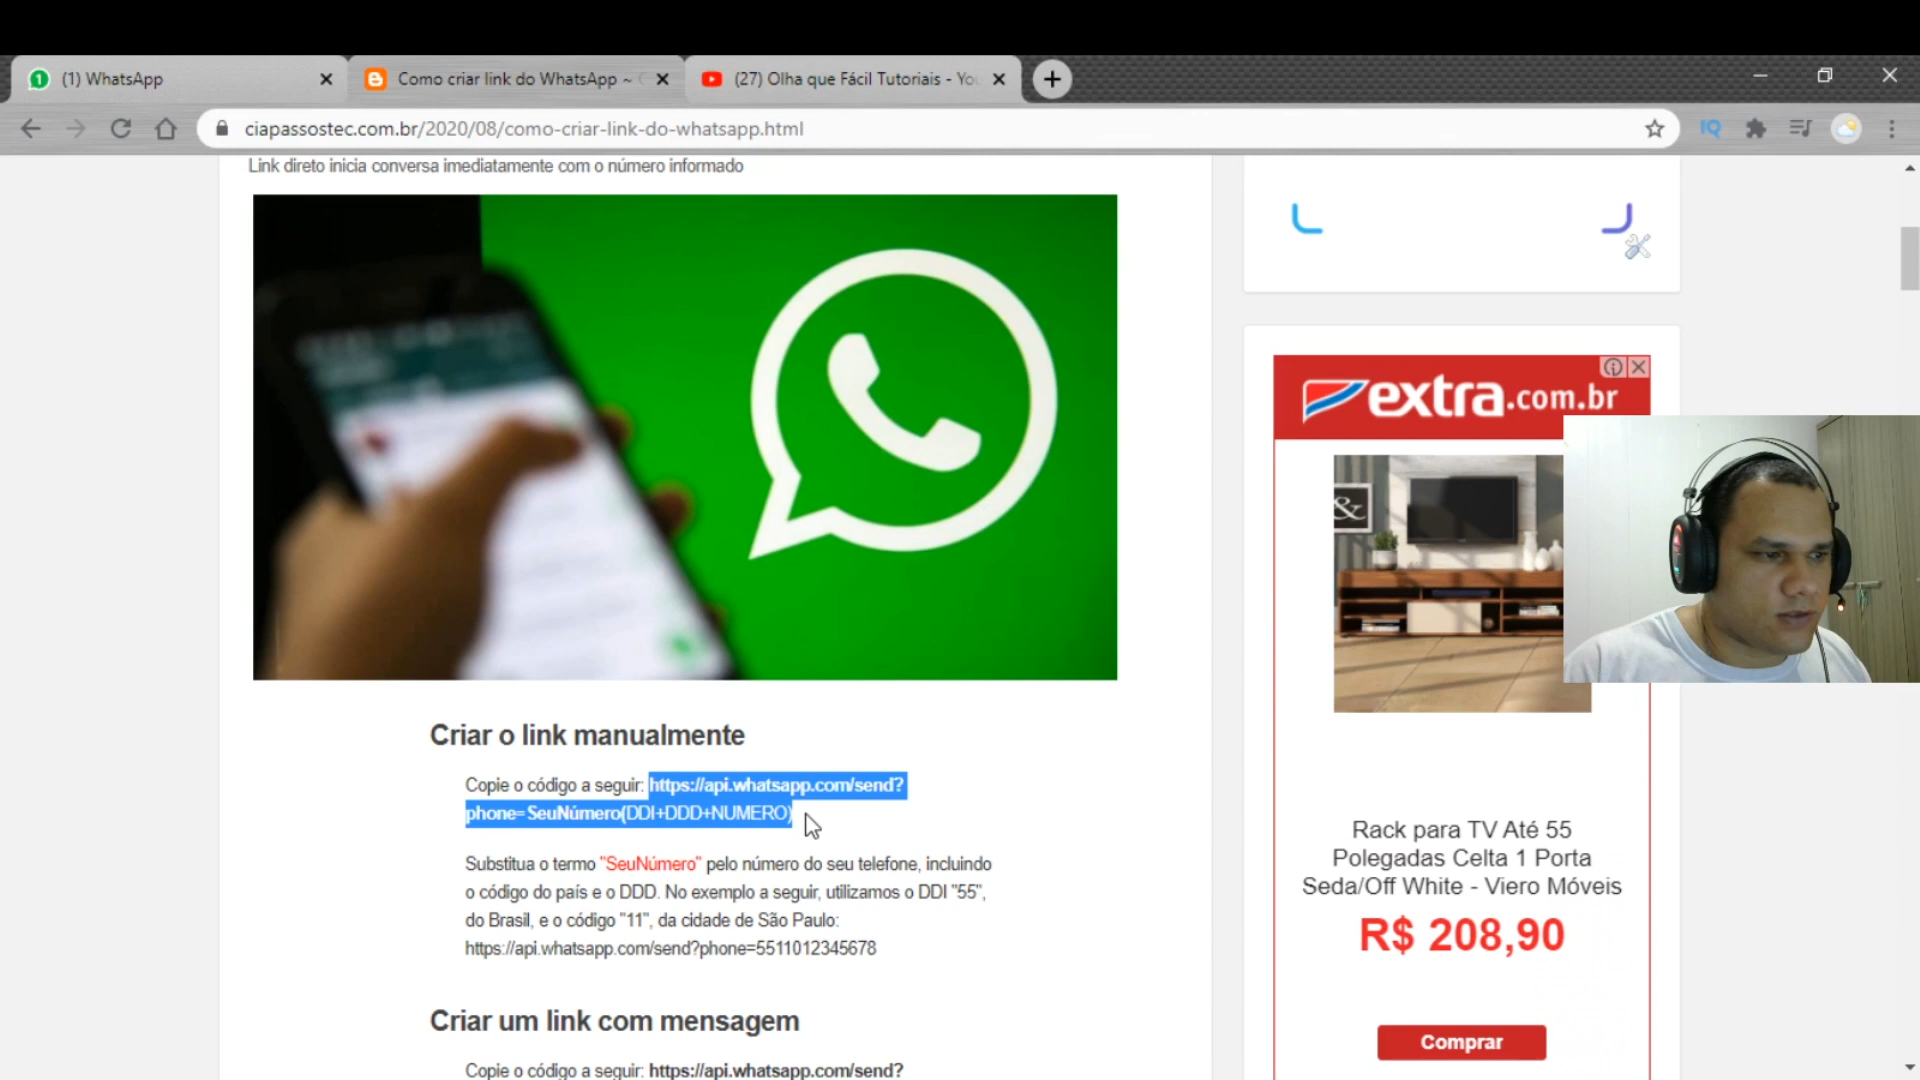 (1) WhatsApp
Como criar link do WhatsApp ~
(27) Olha que Fácil Tutoriais - You
ciapassostec.com.br/2020/08/como-criar-link-do-whatsapp.html
IQ
Link direto inicia conversa imediatamente com o número informado
extra.com.br
&
Criar o link manualmente
Copie o código a seguir: https://api.whatsapp.com/send?
phone=SeuNúmero(DDI+DDD+NUMERO)
Substitua o termo "SeuNúmero" pelo número do seu telefone, incluindo
o código do país e o DDD. No exemplo a seguir, utilizamos o DDI "55",
do Brasil, e o código "11", da cidade de São Paulo:
https://api.whatsapp.com/send?phone=5511012345678
Criar um link com mensagem
Copie o código a seguir: https://api.whatsapp.com/send?
Rack para TV Até 55
Polegadas Celta 1 Porta
Seda/Off White - Viero Móveis
R$ 208,90
Comprar